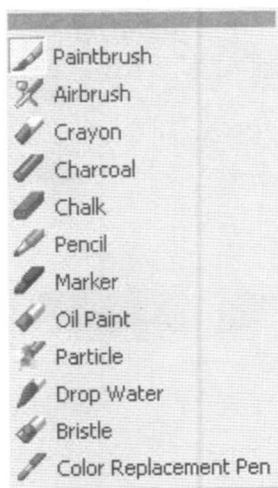 Paintbrush
Airbrush
Crayon
Charcoal
Chalk
Pencil
Marker
Oil Paint
Particle
Drop Water
Bristle
Color Replacement Pen